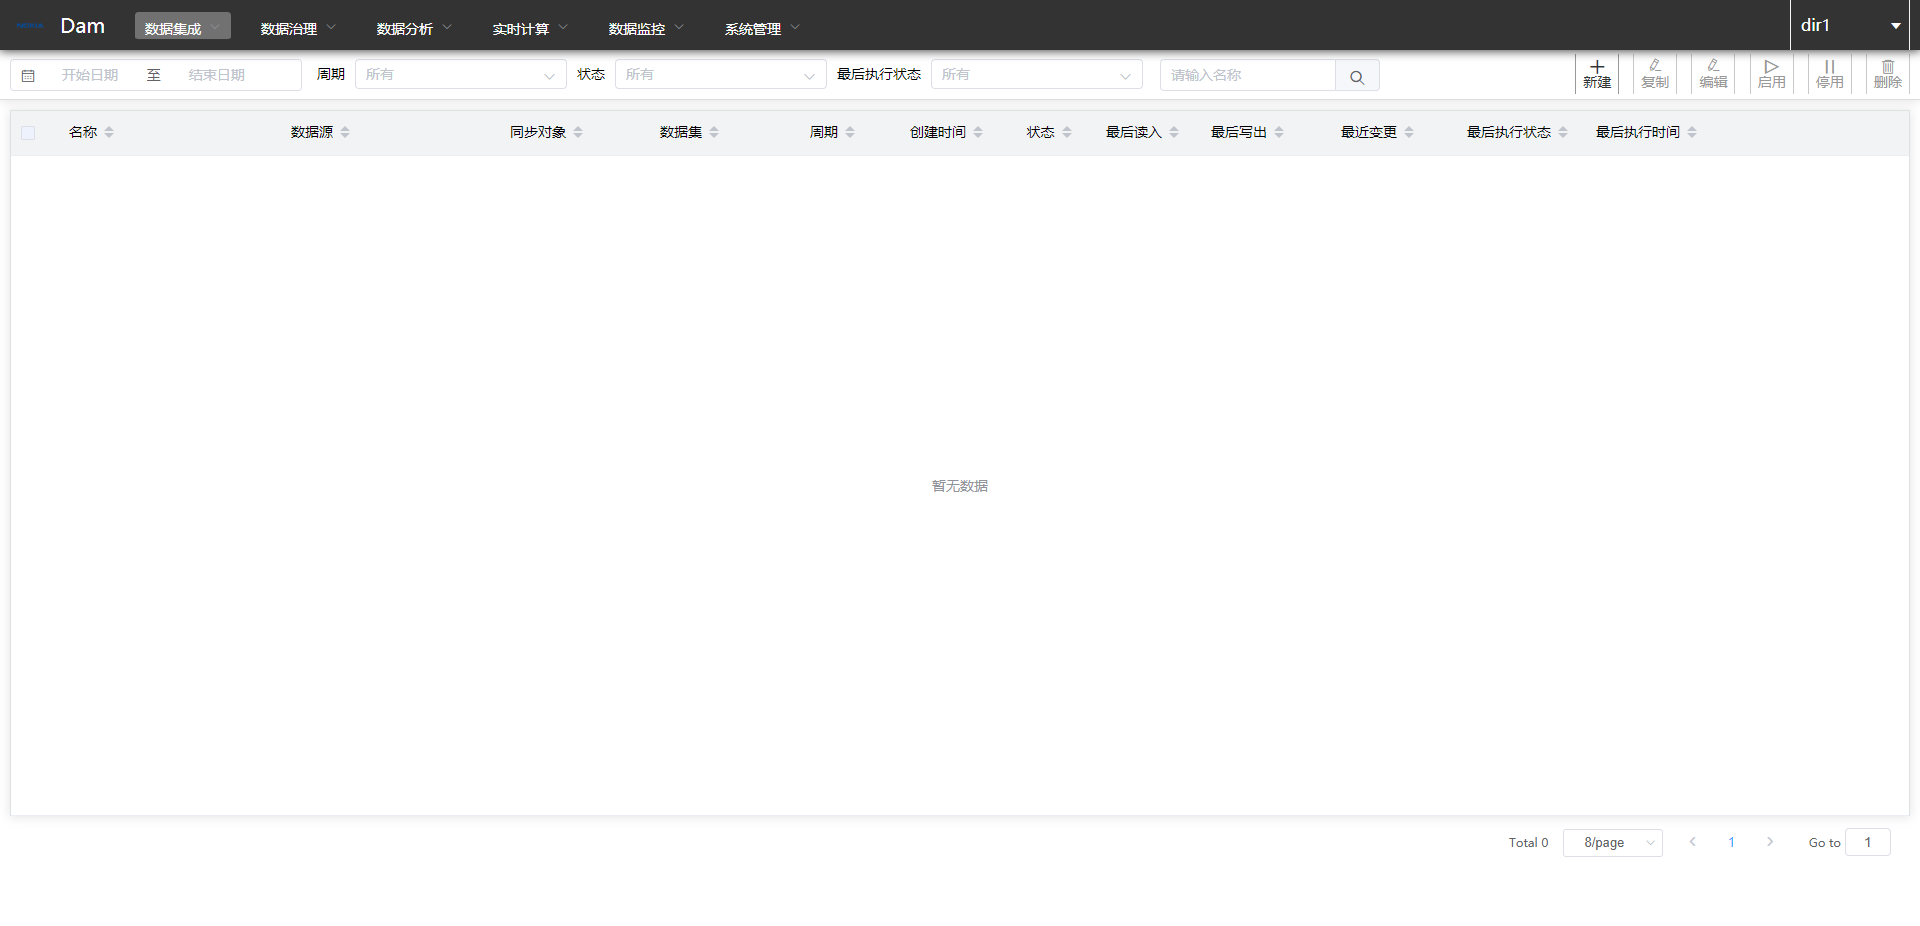 Dam 数据集成 数据治理 数据分析 实时计算 数据监控 系统管理 dir1
开始日期 至 结束日期 周期 所有 状态 所有 最后执行状态 所有 请输入名称 新建 复制 编辑 启用 停用 删除
名称 数据源 同步对象 数据集 周期 创建时间 状态 最后读入 最后写出 最近变更 最后执行状态 最后执行时间
暂无数据
Total 0 8/page 1 Go to 1